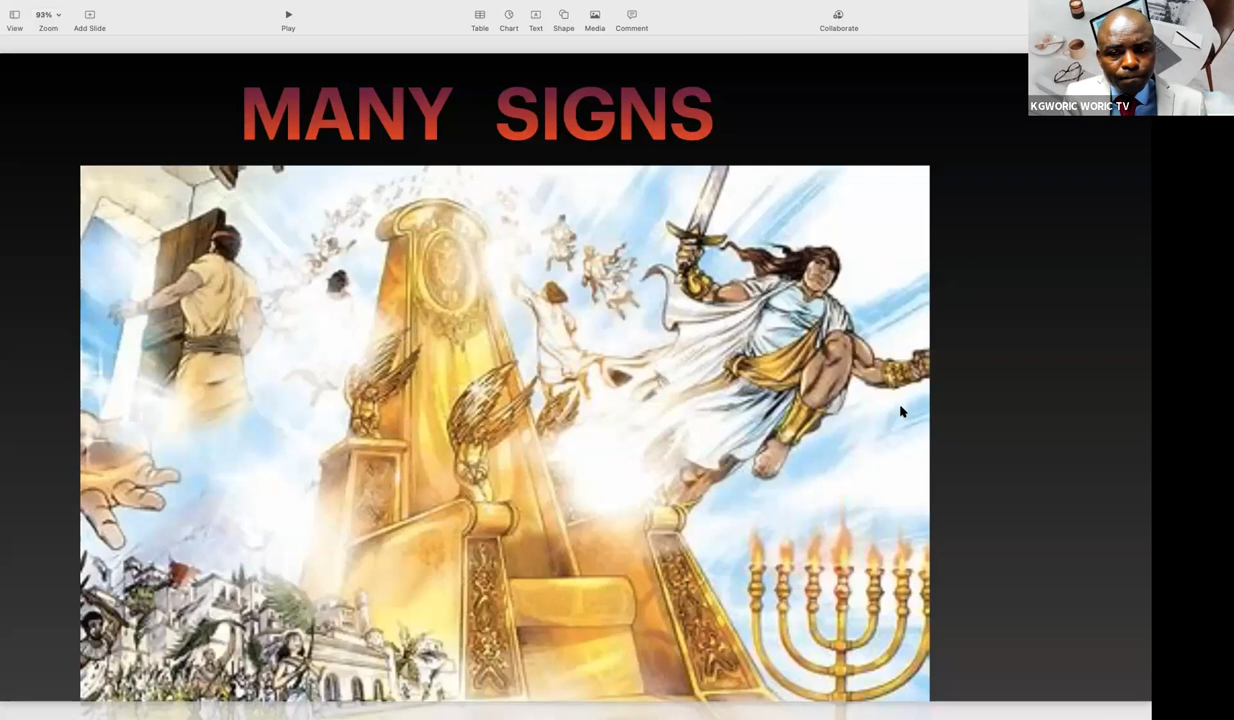 93%
View
Zoom
Add Slide
Play
Table
Chart
Text
Shape
Media
Comment
Collaborate
KGWORIC WORIC TV
MANY SIGNS